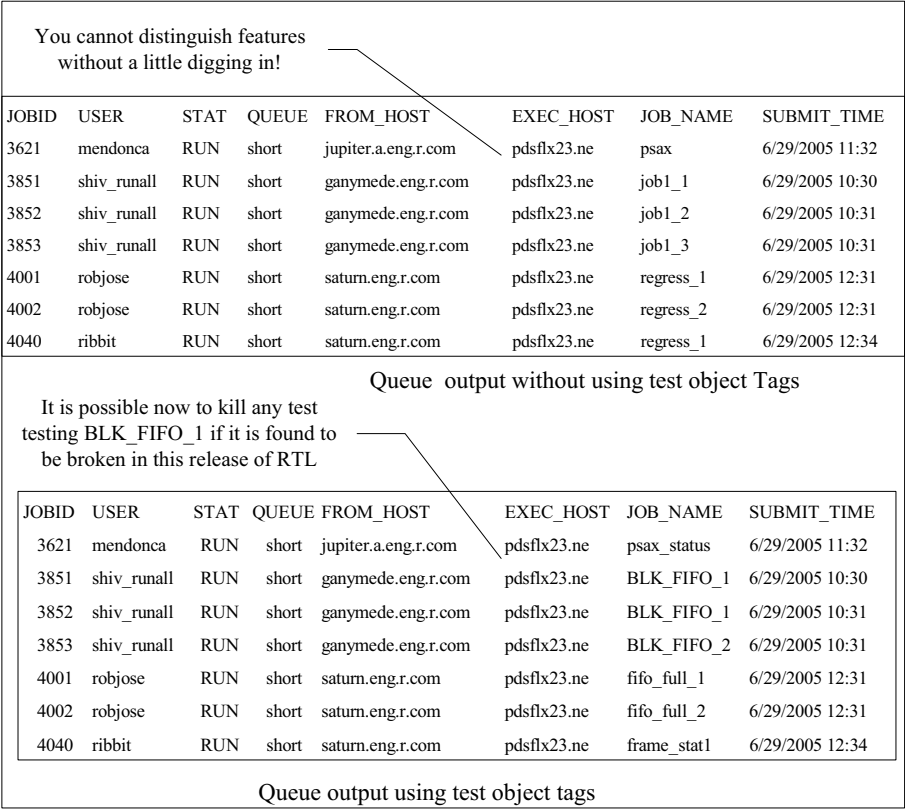 You cannot distinguish features
without a little digging in!
JOBID USER STAT QUEUE FROM_HOST EXEC_HOST JOB_NAME SUBMIT_TIME
3621 mendonca RUN short jupiter.a.eng.r.com pdsflx23.ne psax 6/29/2005 11:32
3851 shiv_runall RUN short ganymede.eng.r.com pdsflx23.ne job1_1 6/29/2005 10:30
3852 shiv_runall RUN short ganymede.eng.r.com pdsflx23.ne job1_2 6/29/2005 10:31
3853 shiv_runall RUN short ganymede.eng.r.com pdsflx23.ne job1_3 6/29/2005 10:31
4001 robjose RUN short saturn.eng.r.com pdsflx23.ne regress_1 6/29/2005 12:31
4002 robjose RUN short saturn.eng.r.com pdsflx23.ne regress_2 6/29/2005 12:31
4040 ribbit RUN short saturn.eng.r.com pdsflx23.ne regress_1 6/29/2005 12:34
Queue output without using test object Tags
It is possible now to kill any test
testing BLK_FIFO_1 if it is found to
be broken in this release of RTL
JOBID USER STAT QUEUE FROM_HOST EXEC_HOST JOB_NAME SUBMIT_TIME
3621 mendonca RUN short jupiter.a.eng.r.com pdsflx23.ne psax_status 6/29/2005 11:32
3851 shiv_runall RUN short ganymede.eng.r.com pdsflx23.ne BLK_FIFO_1 6/29/2005 10:30
3852 shiv_runall RUN short ganymede.eng.r.com pdsflx23.ne BLK_FIFO_1 6/29/2005 10:31
3853 shiv_runall RUN short ganymede.eng.r.com pdsflx23.ne BLK_FIFO_2 6/29/2005 10:31
4001 robjose RUN short saturn.eng.r.com pdsflx23.ne fifo_full_1 6/29/2005 12:31
4002 robjose RUN short saturn.eng.r.com pdsflx23.ne fifo_full_2 6/29/2005 12:31
4040 ribbit RUN short saturn.eng.r.com pdsflx23.ne frame_stat1 6/29/2005 12:34
Queue output using test object tags